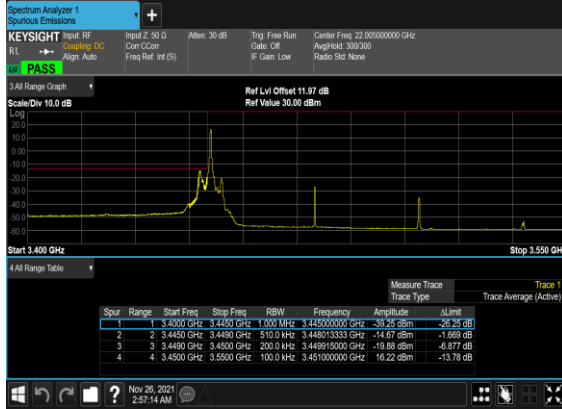 Spectrum Analyzer 1
Spurious Emissions
KEYSIGHT Input: RF Input Z: 50 Ω Atten: 30 dB Trig: Free Run Center Freq: 22.005000000 GHz
RL Coupling: DC Corr CCorr Gate: Off Avg|Hold: 300/300
Align: Auto Freq Ref: Int (S) IF Gain: Low Radio Std: None
PASS
3 All Range Graph
Ref Lvl Offset 11.97 dB
Scale/Div 10.0 dB Ref Value 30.00 dBm
Log
20.0
10.0
0.00
-10.0
-20.0
-30.0
-40.0
-50.0
-60.0
Start 3.400 GHz Stop 3.550 GH
4 All Range Table
Measure Trace Trace 1
Trace Type Trace Average (Active)
Spur Range Start Freq Stop Freq RBW Frequency Amplitude ΔLimit
1 1 3.4000 GHz 3.4450 GHz 1.000 MHz 3.445000000 GHz -39.25 dBm -26.25 dB
2 2 3.4450 GHz 3.4490 GHz 510.0 kHz 3.448013333 GHz -14.67 dBm -1.669 dB
3 3 3.4490 GHz 3.4500 GHz 200.0 kHz 3.449915000 GHz -19.88 dBm -6.877 dB
4 4 3.4500 GHz 3.5500 GHz 100.0 kHz 3.451000000 GHz 16.22 dBm -13.78 dB
Nov 26, 2021
2:57:14 AM